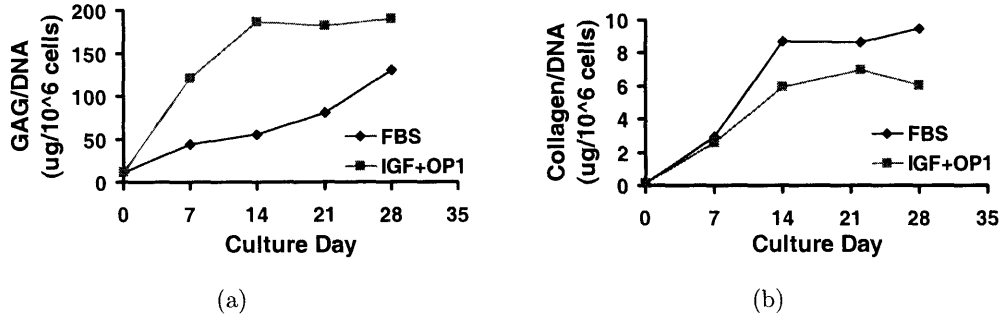 GAG/DNA
(ug/10^6 cells)
200
150
100
50
0
0 7 14 21 28 35
Culture Day
FBS
IGF+OP1
(a)
Collagen/DNA
(ug/10^6 cells)
10
8
6
4
2
0
0 7 14 21 28 35
Culture Day
FBS
IGF+OP1
(b)